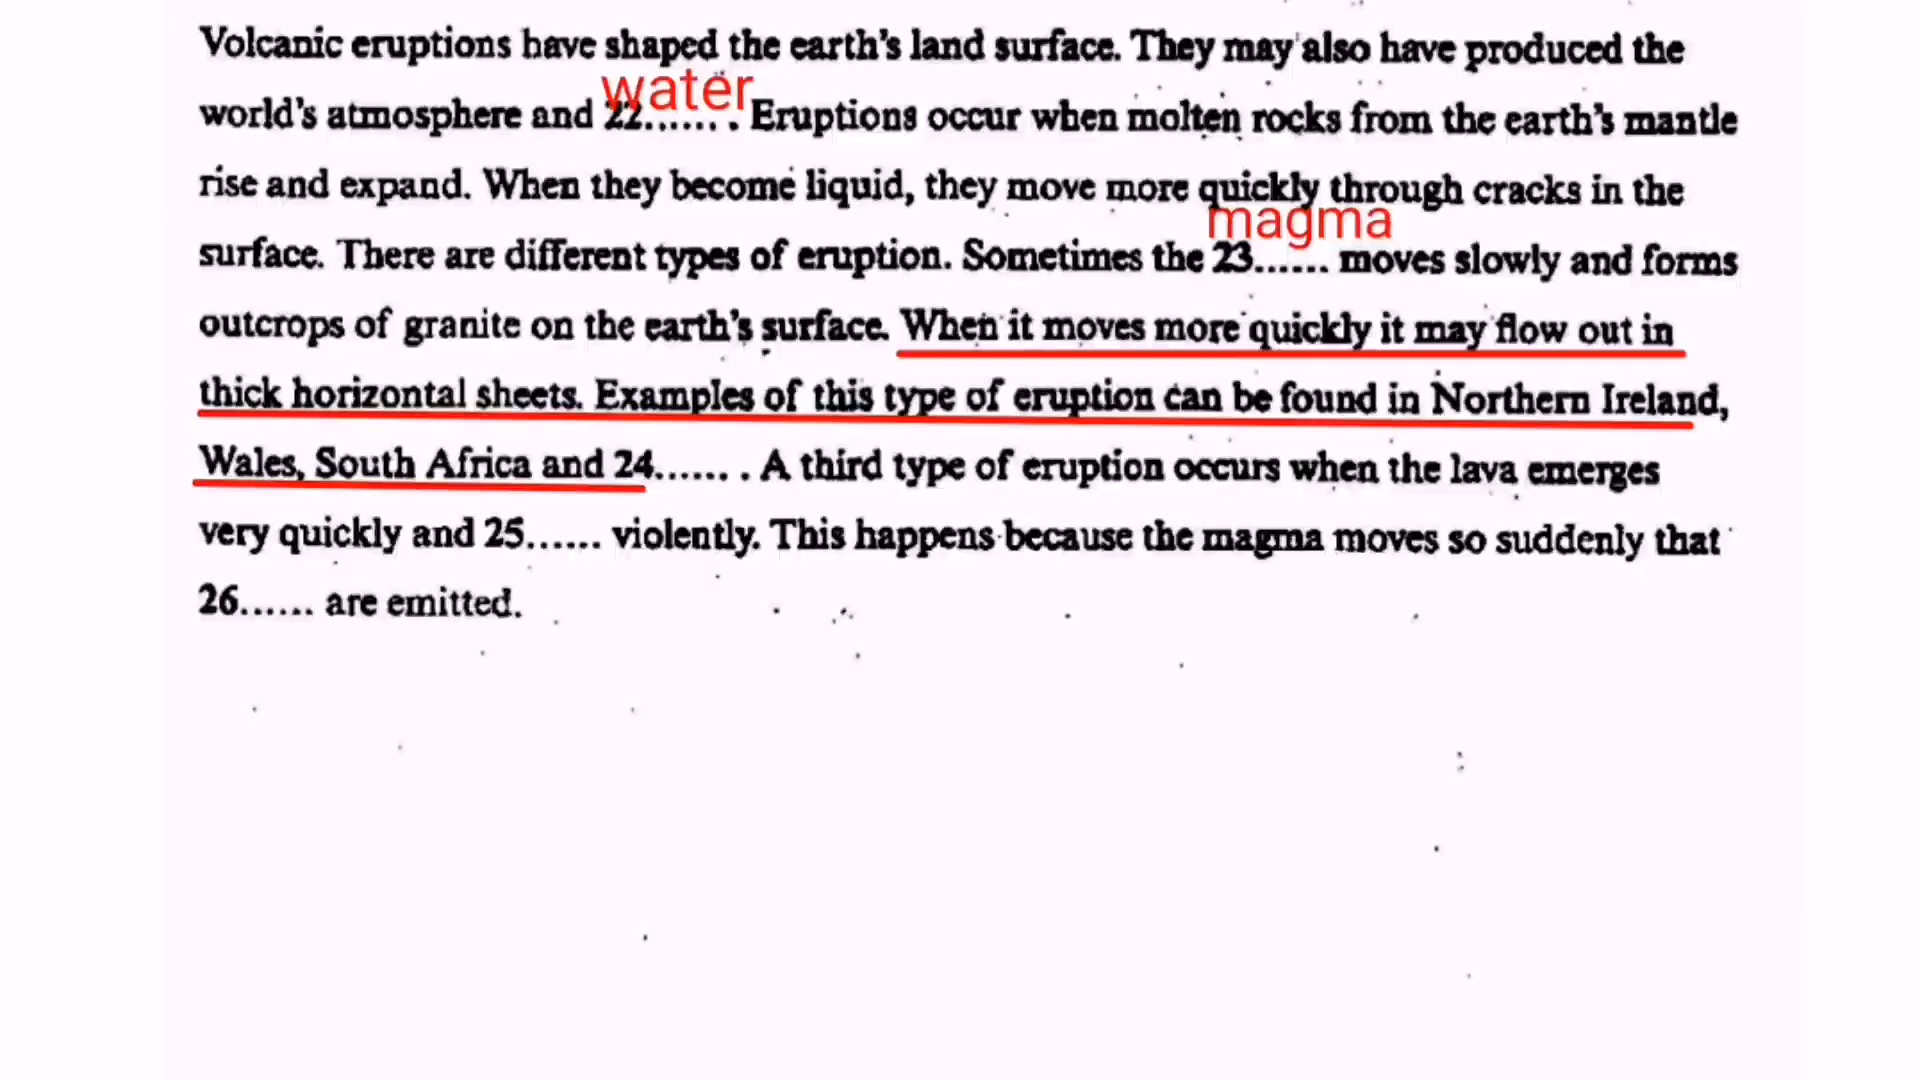 Volcanic eruptions have shaped the earth's land surface. They may also have produced the
water
world's atmosphere and 22....... . Eruptions occur when molten rocks from the earth's mantle
rise and expand. When they become liquid, they move more quickly through cracks in the
magma
surface. There are different types of eruption. Sometimes the 23...... moves slowly and forms
outcrops of granite on the earth's surface. When it moves more quickly it may flow out in
thick horizontal sheets. Examples of this type of eruption can be found in Northern Ireland,
Wales, South Africa and 24...... . A third type of eruption occurs when the lava emerges
very quickly and 25...... violently. This happens because the magma moves so suddenly that
26...... are emitted.